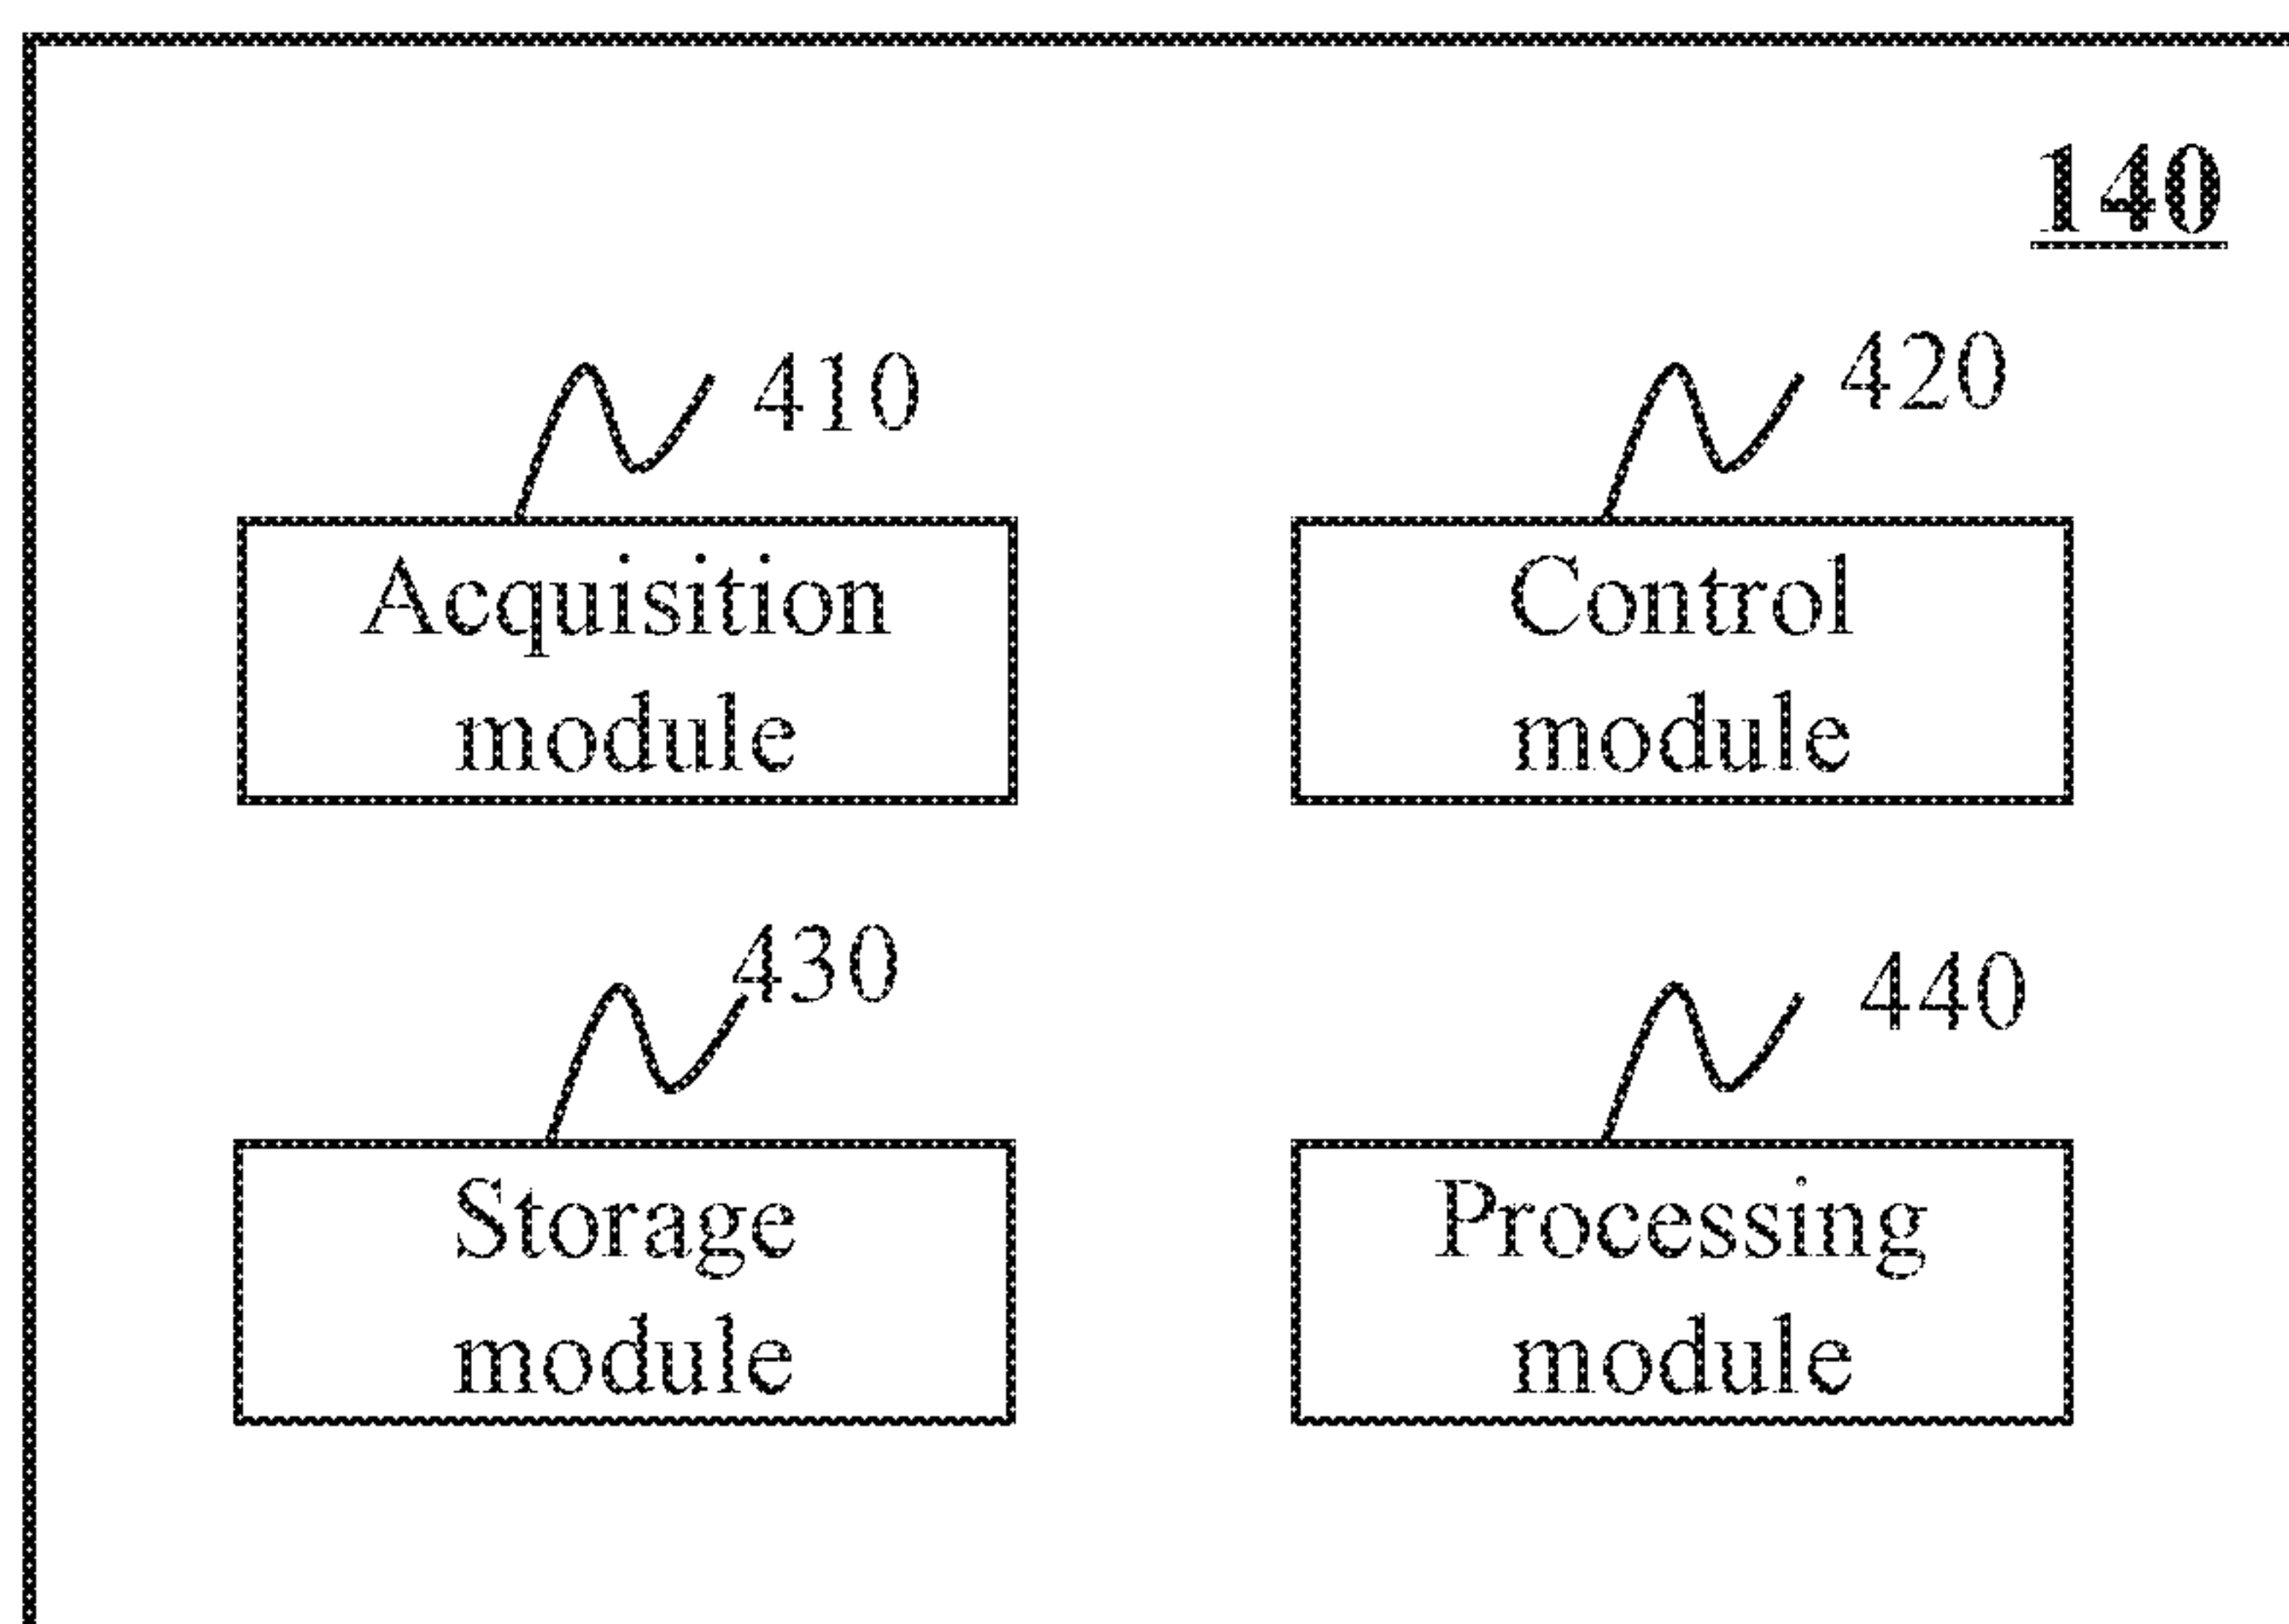 140
410
420
Acquisition
module
Control
module
430
440
Storage
module
Processing
module